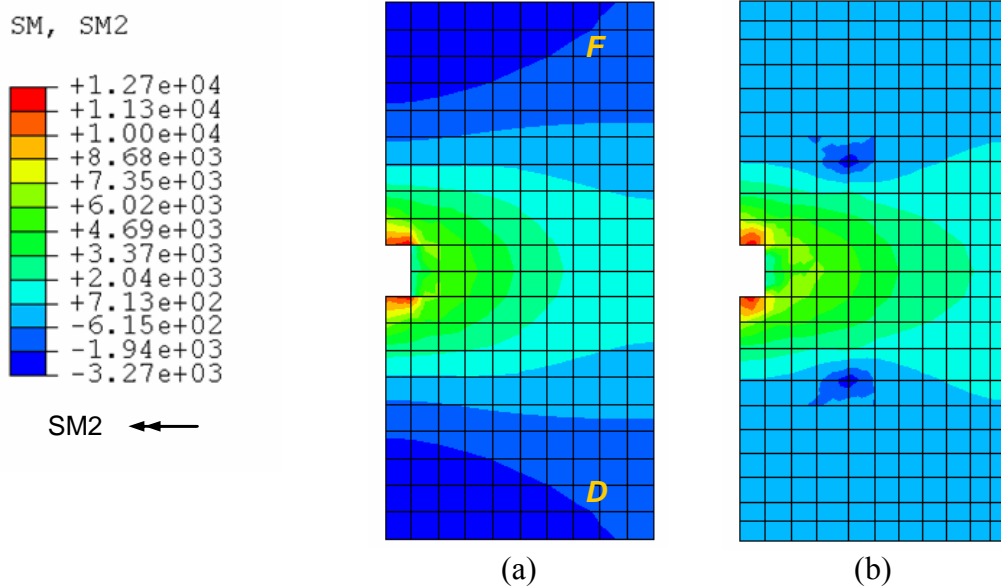 SM, SM2
+1.27e+04
+1.13e+04
+1.00e+04
+8.68e+03
+7.35e+03
+6.02e+03
+4.69e+03
+3.37e+03
+2.04e+03
+7.13e+02
-6.15e+02
-1.94e+03
-3.27e+03
SM2
F
D
(a)
(b)